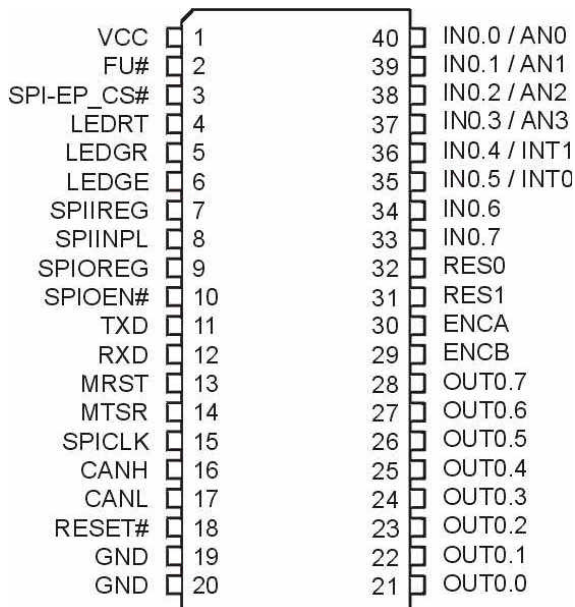 VCC 1 40 IN0.0 / AN0
FU# 2 39 IN0.1 / AN1
SPI-EP_CS# 3 38 IN0.2 / AN2
LEDRT 4 37 IN0.3 / AN3
LEDGR 5 36 IN0.4 / INT1
LEDGE 6 35 IN0.5 / INT0
SPIIREG 7 34 IN0.6
SPIINPL 8 33 IN0.7
SPIOREG 9 32 RES0
SPIOEN# 10 31 RES1
TXD 11 30 ENCA
RXD 12 29 ENCB
MRST 13 28 OUT0.7
MTSR 14 27 OUT0.6
SPICLK 15 26 OUT0.5
CANH 16 25 OUT0.4
CANL 17 24 OUT0.3
RESET# 18 23 OUT0.2
GND 19 22 OUT0.1
GND 20 21 OUT0.0